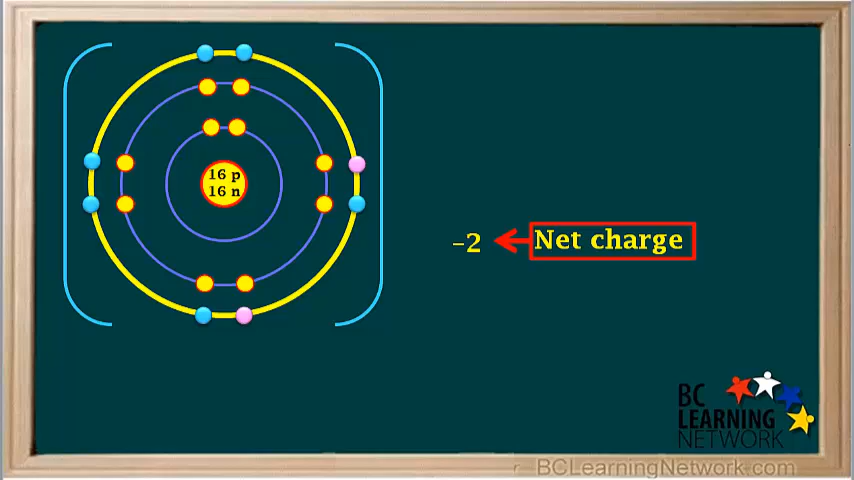 16 p
16 n
–2
Net charge
BC
LEARNING
NETWORK
BCLearningNetwork.com